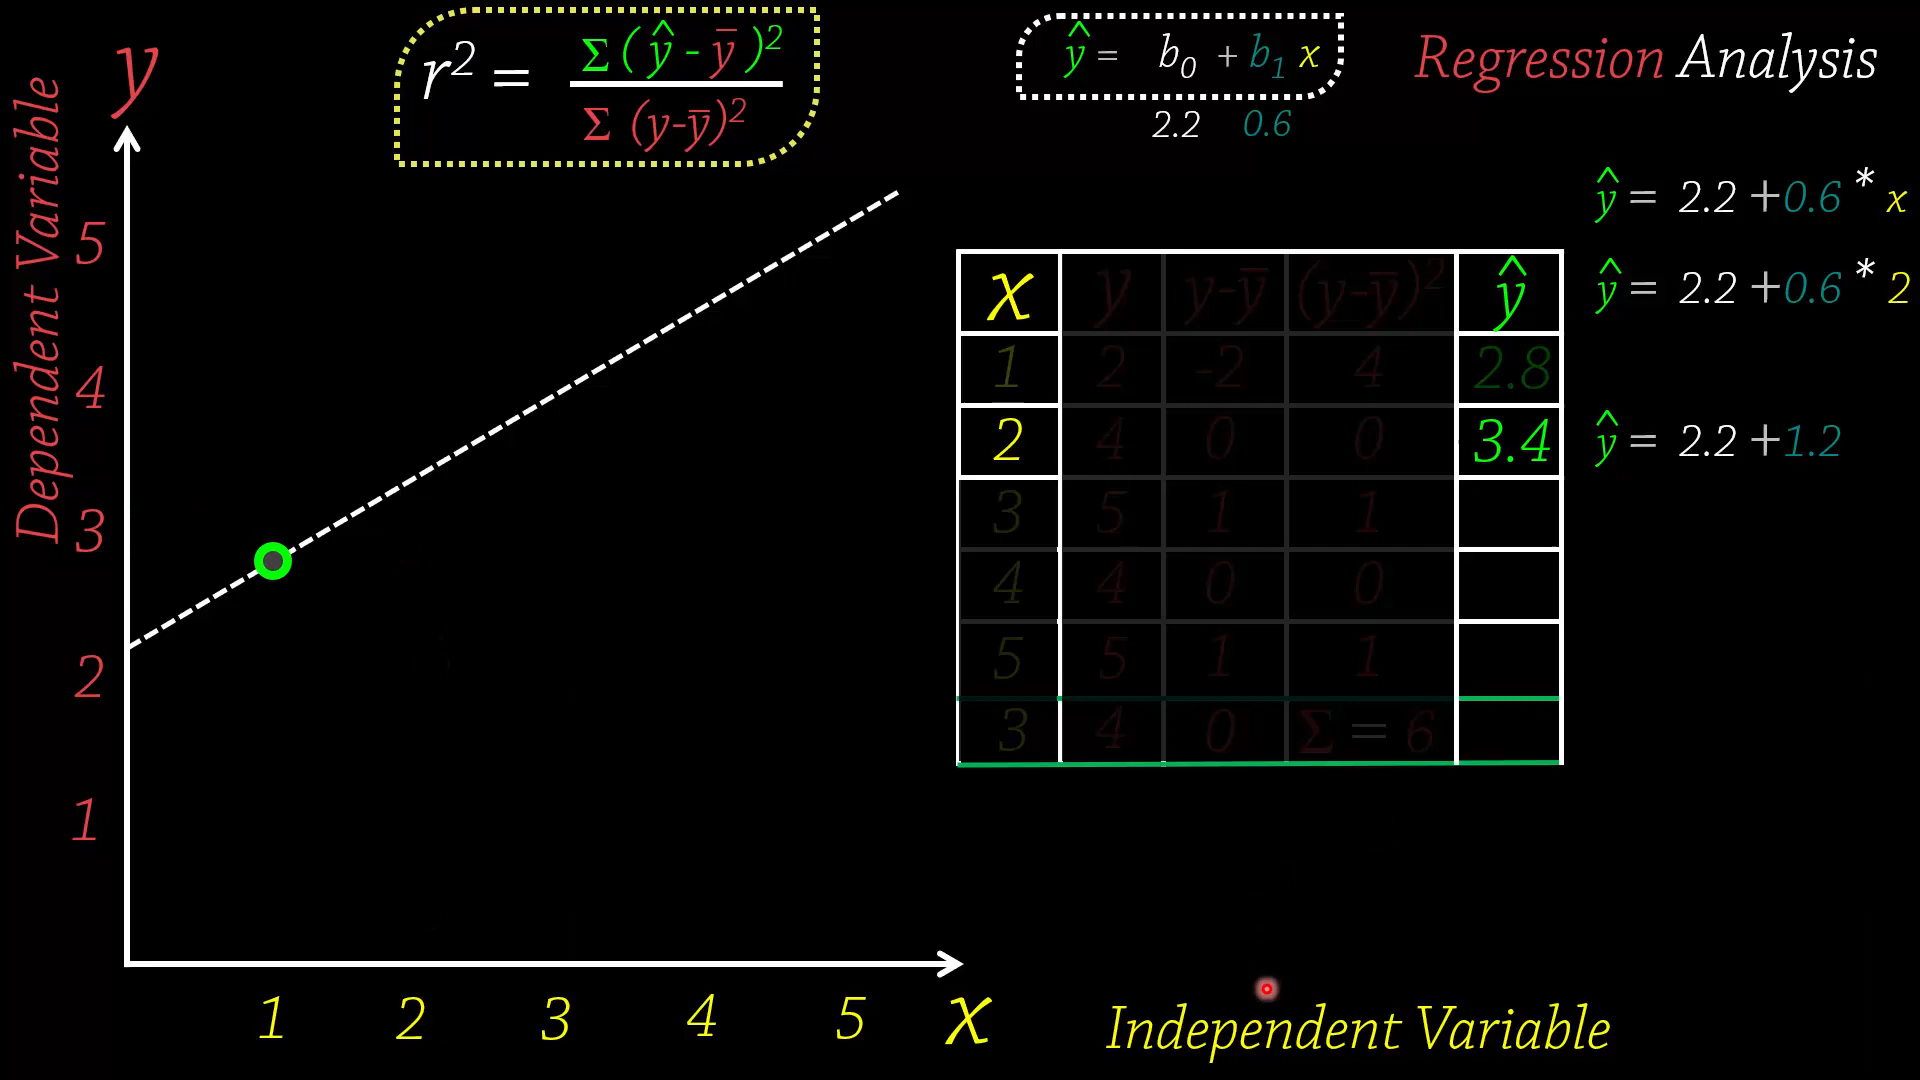 y
Dependent Variable
r² = Σ (ŷ - ȳ)² / Σ (y-ȳ)²
ŷ = b₀ + b₁ x
2.2 0.6
Regression Analysis
ŷ = 2.2 +0.6 * x
ŷ = 2.2 +0.6 * 2
ŷ = 2.2 +1.2
x y y-ȳ (y-ȳ)² ŷ
1 2 -2 4 2.8
2 4 0 0 3.4
3 5 1 1
4 4 0 0
5 5 1 1
3 4 0 Σ = 6
5
4
3
2
1
1 2 3 4 5 x
Independent Variable